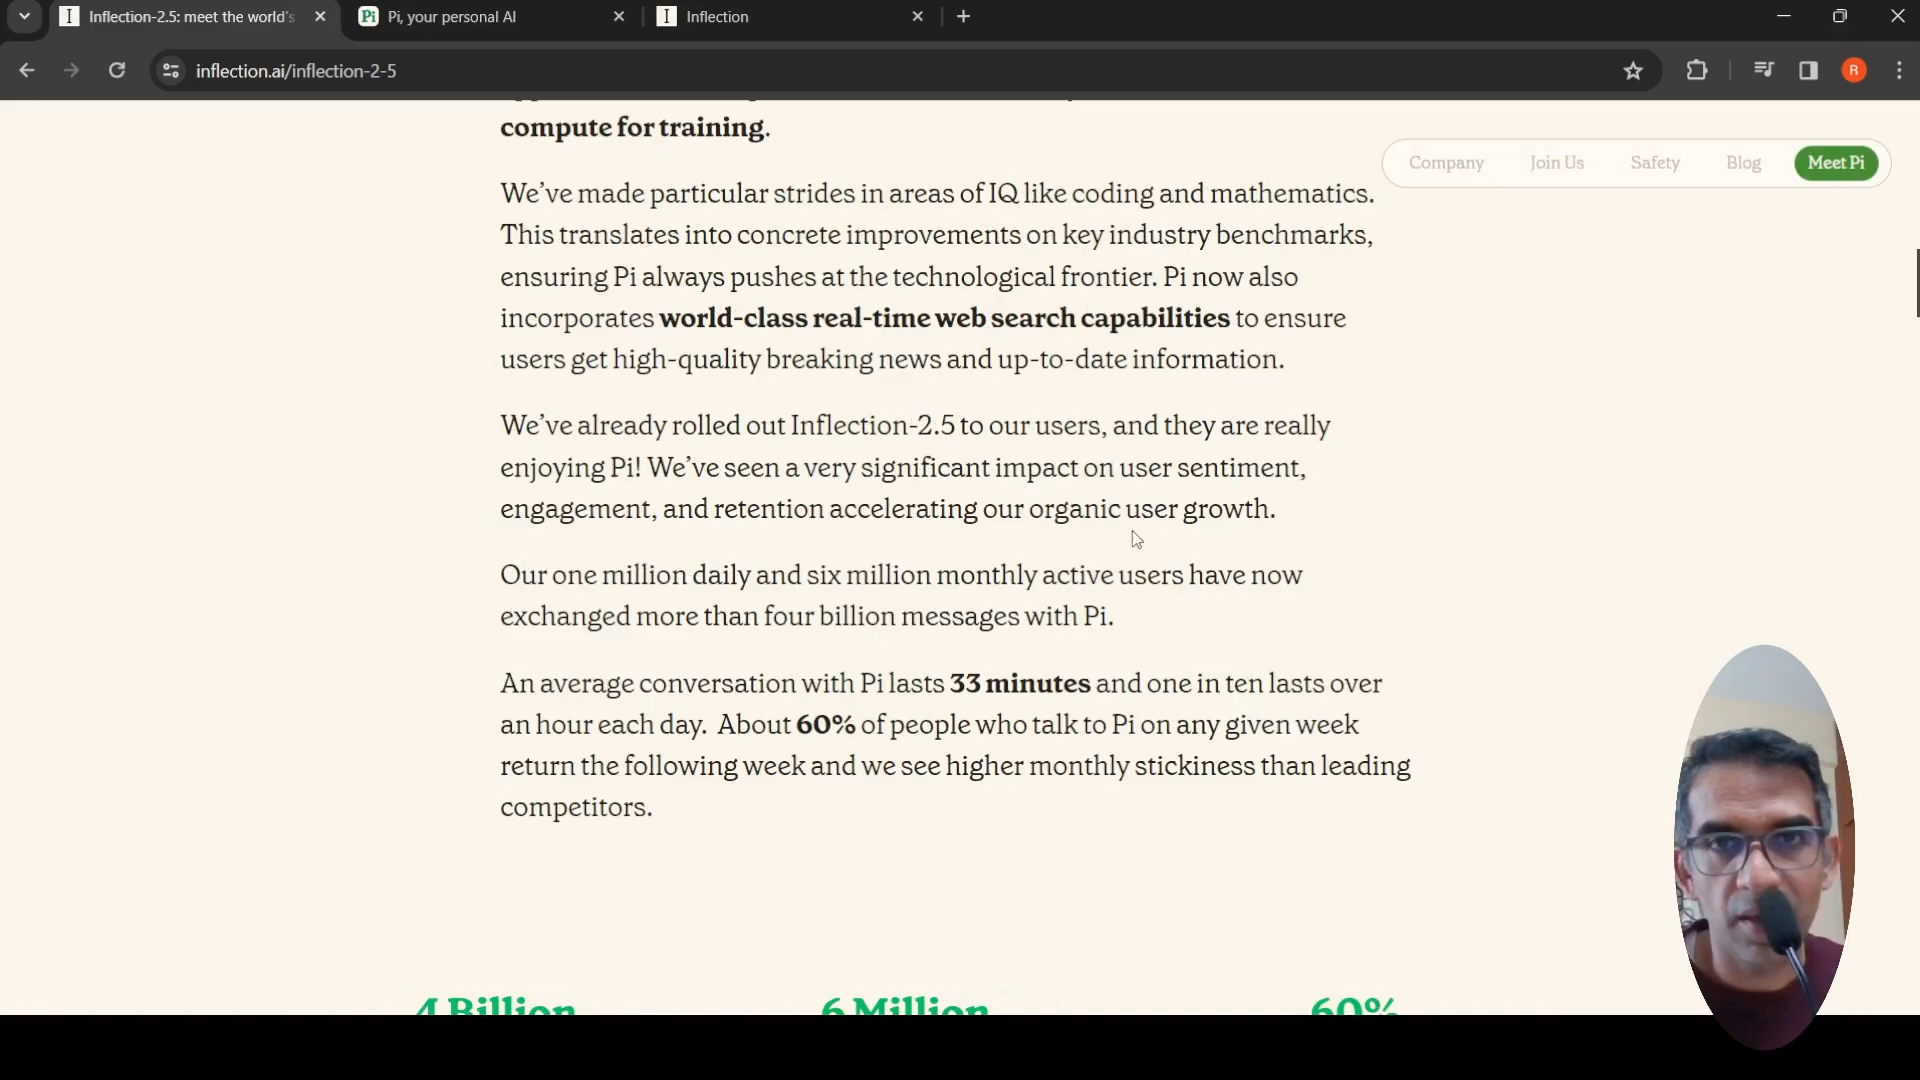 Inflection-2.5: meet the world's
Pi
Pi, your personal AI
Inflection
inflection.ai/inflection-2-5
R
compute for training.
Company
Join Us
Safety
Blog
Meet Pi
We've made particular strides in areas of IQ like coding and mathematics.
This translates into concrete improvements on key industry benchmarks,
ensuring Pi always pushes at the technological frontier. Pi now also
incorporates world-class real-time web search capabilities to ensure
users get high-quality breaking news and up-to-date information.
We've already rolled out Inflection-2.5 to our users, and they are really
enjoying Pi! We've seen a very significant impact on user sentiment,
engagement, and retention accelerating our organic user growth.
Our one million daily and six million monthly active users have now
exchanged more than four billion messages with Pi.
An average conversation with Pi lasts 33 minutes and one in ten lasts over
an hour each day. About 60% of people who talk to Pi on any given week
return the following week and we see higher monthly stickiness than leading
competitors.
4 Billion
6 Million
60%